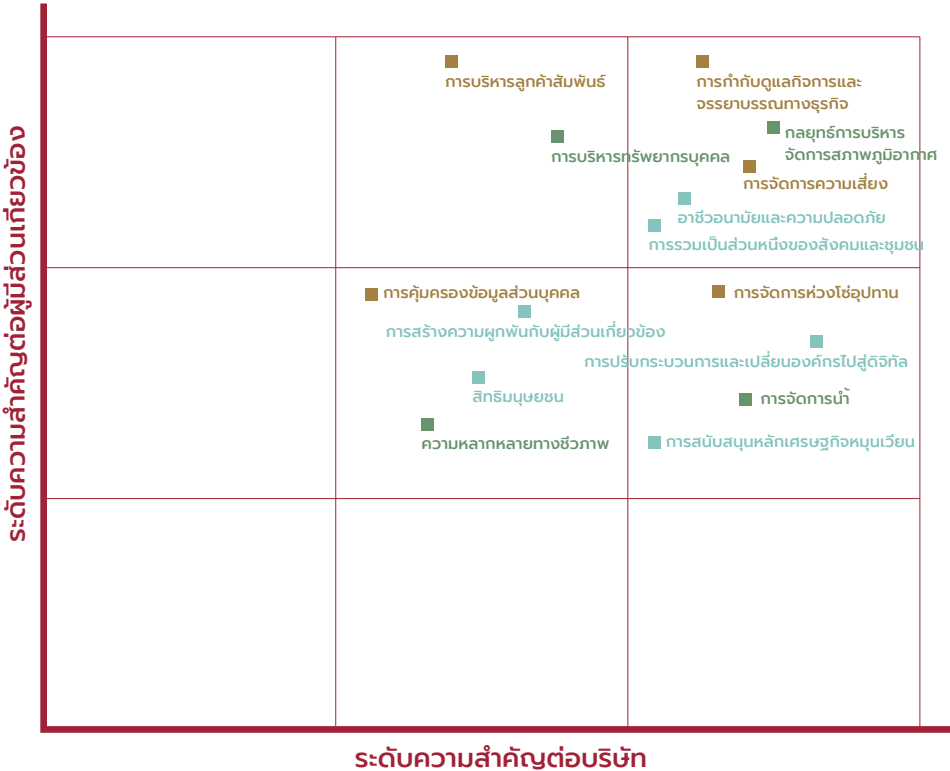 ระดับความสำคัญต่อผู้มีส่วนเกี่ยวข้อง
การบริหารลูกค้าสัมพันธ์
การกำกับดูแลกิจการและ
จรรยาบรรณทางธุรกิจ
กลยุทธ์การบริหาร
จัดการสภาพภูมิอากาศ
การบริหารทรัพยากรบุคคล
การจัดการความเสี่ยง
อาชีวอนามัยและความปลอดภัย
การรวมเป็นส่วนหนึ่งของสังคมและชุมชน
การคุ้มครองข้อมูลส่วนบุคคล
การจัดการห่วงโซ่อุปทาน
การสร้างความผูกพันกับผู้มีส่วนเกี่ยวข้อง
การปรับกระบวนการและเปลี่ยนองค์กรไปสู่ดิจิทัล
สิทธิมนุษยชน
การจัดการน้ำ
ความหลากหลายทางชีวภาพ
การสนับสนุนหลักเศรษฐกิจหมุนเวียน
ระดับความสำคัญต่อบริษัท